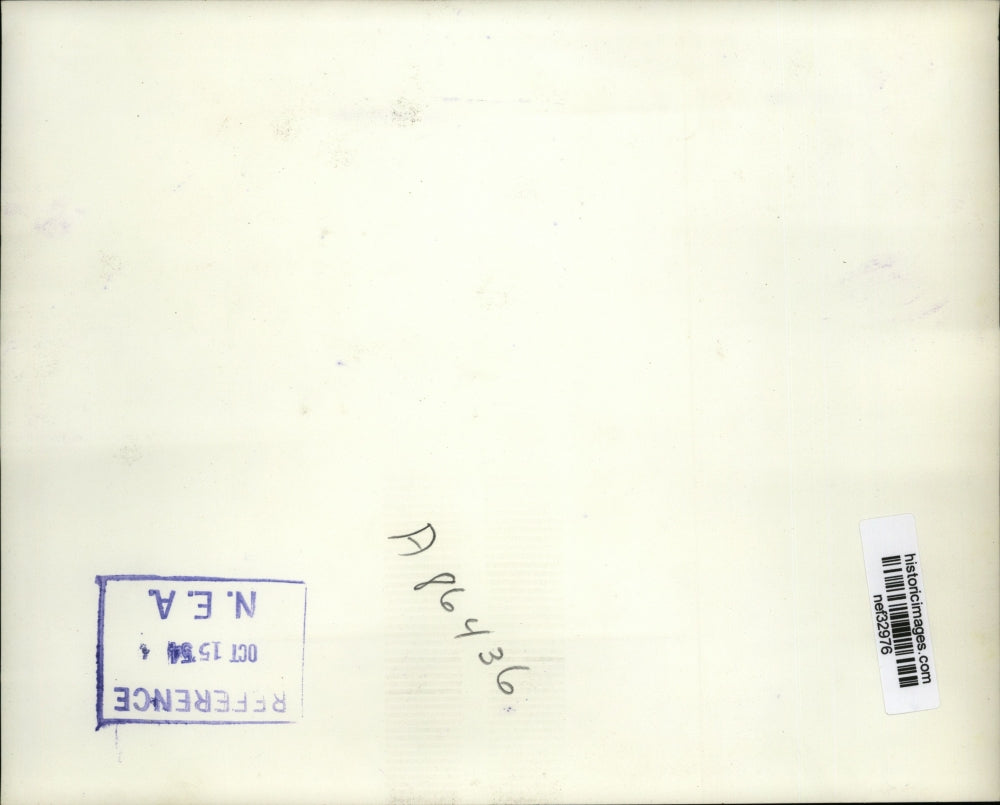 REFERENCE
OCT 15 54
N. E. A.
A 86436
historicimages.com
nef32976